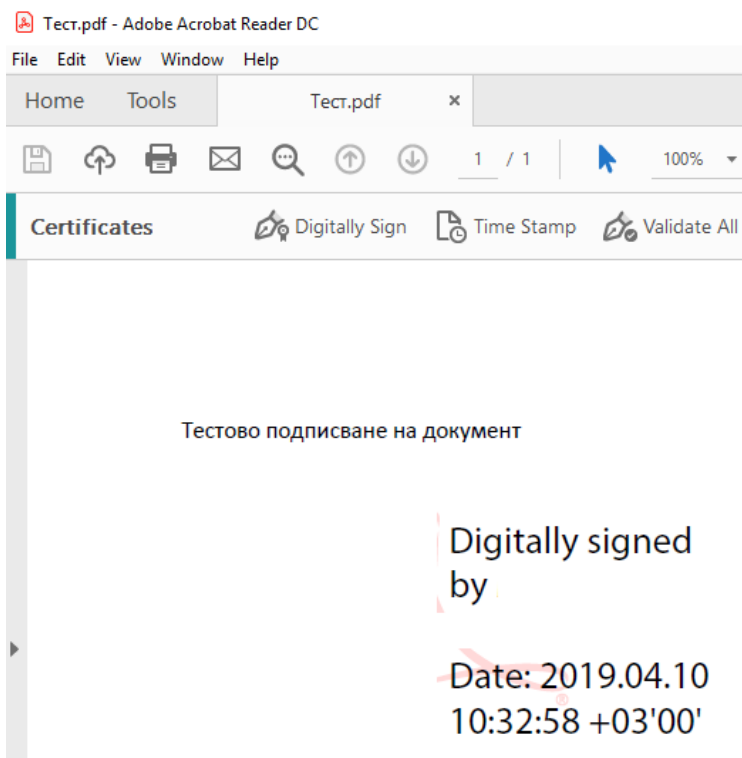 Тест.pdf - Adobe Acrobat Reader DC
File Edit View Window Help
Home Tools Тест.pdf ×
1 / 1 100%
Certificates Digitally Sign Time Stamp Validate All
Тестово подписване на документ
Digitally signed
by
Date: 2019.04.10
10:32:58 +03'00'